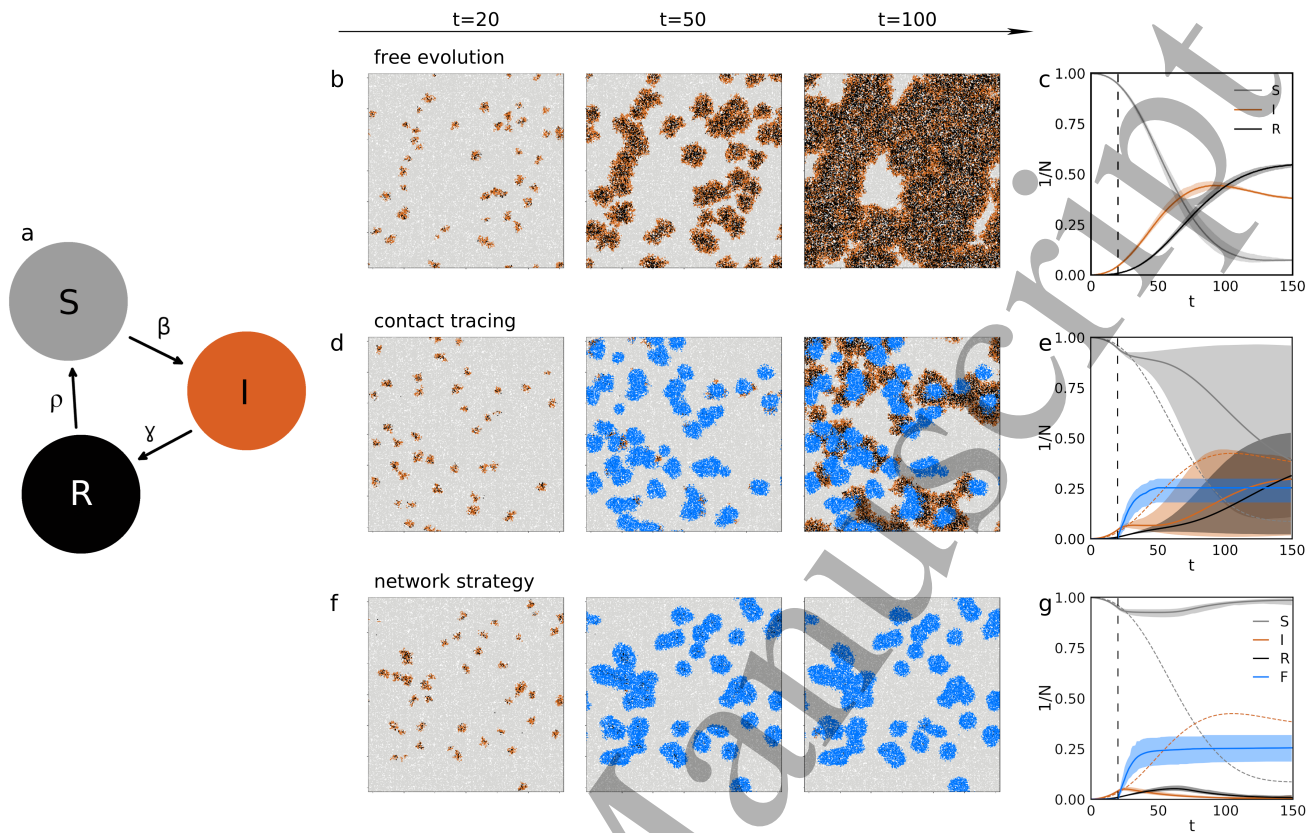 t=20 t=50 t=100
free evolution
b
c
1.00
0.75
0.50
0.25
0.00
1/N
0 50 100 150
t
S
I
R
a
S
β
I
ρ
γ
R
contact tracing
d
e
1.00
0.75
0.50
0.25
0.00
1/N
0 50 100 150
t
network strategy
f
g
1.00
0.75
0.50
0.25
0.00
1/N
0 50 100 150
t
S
I
R
F
Manuscript